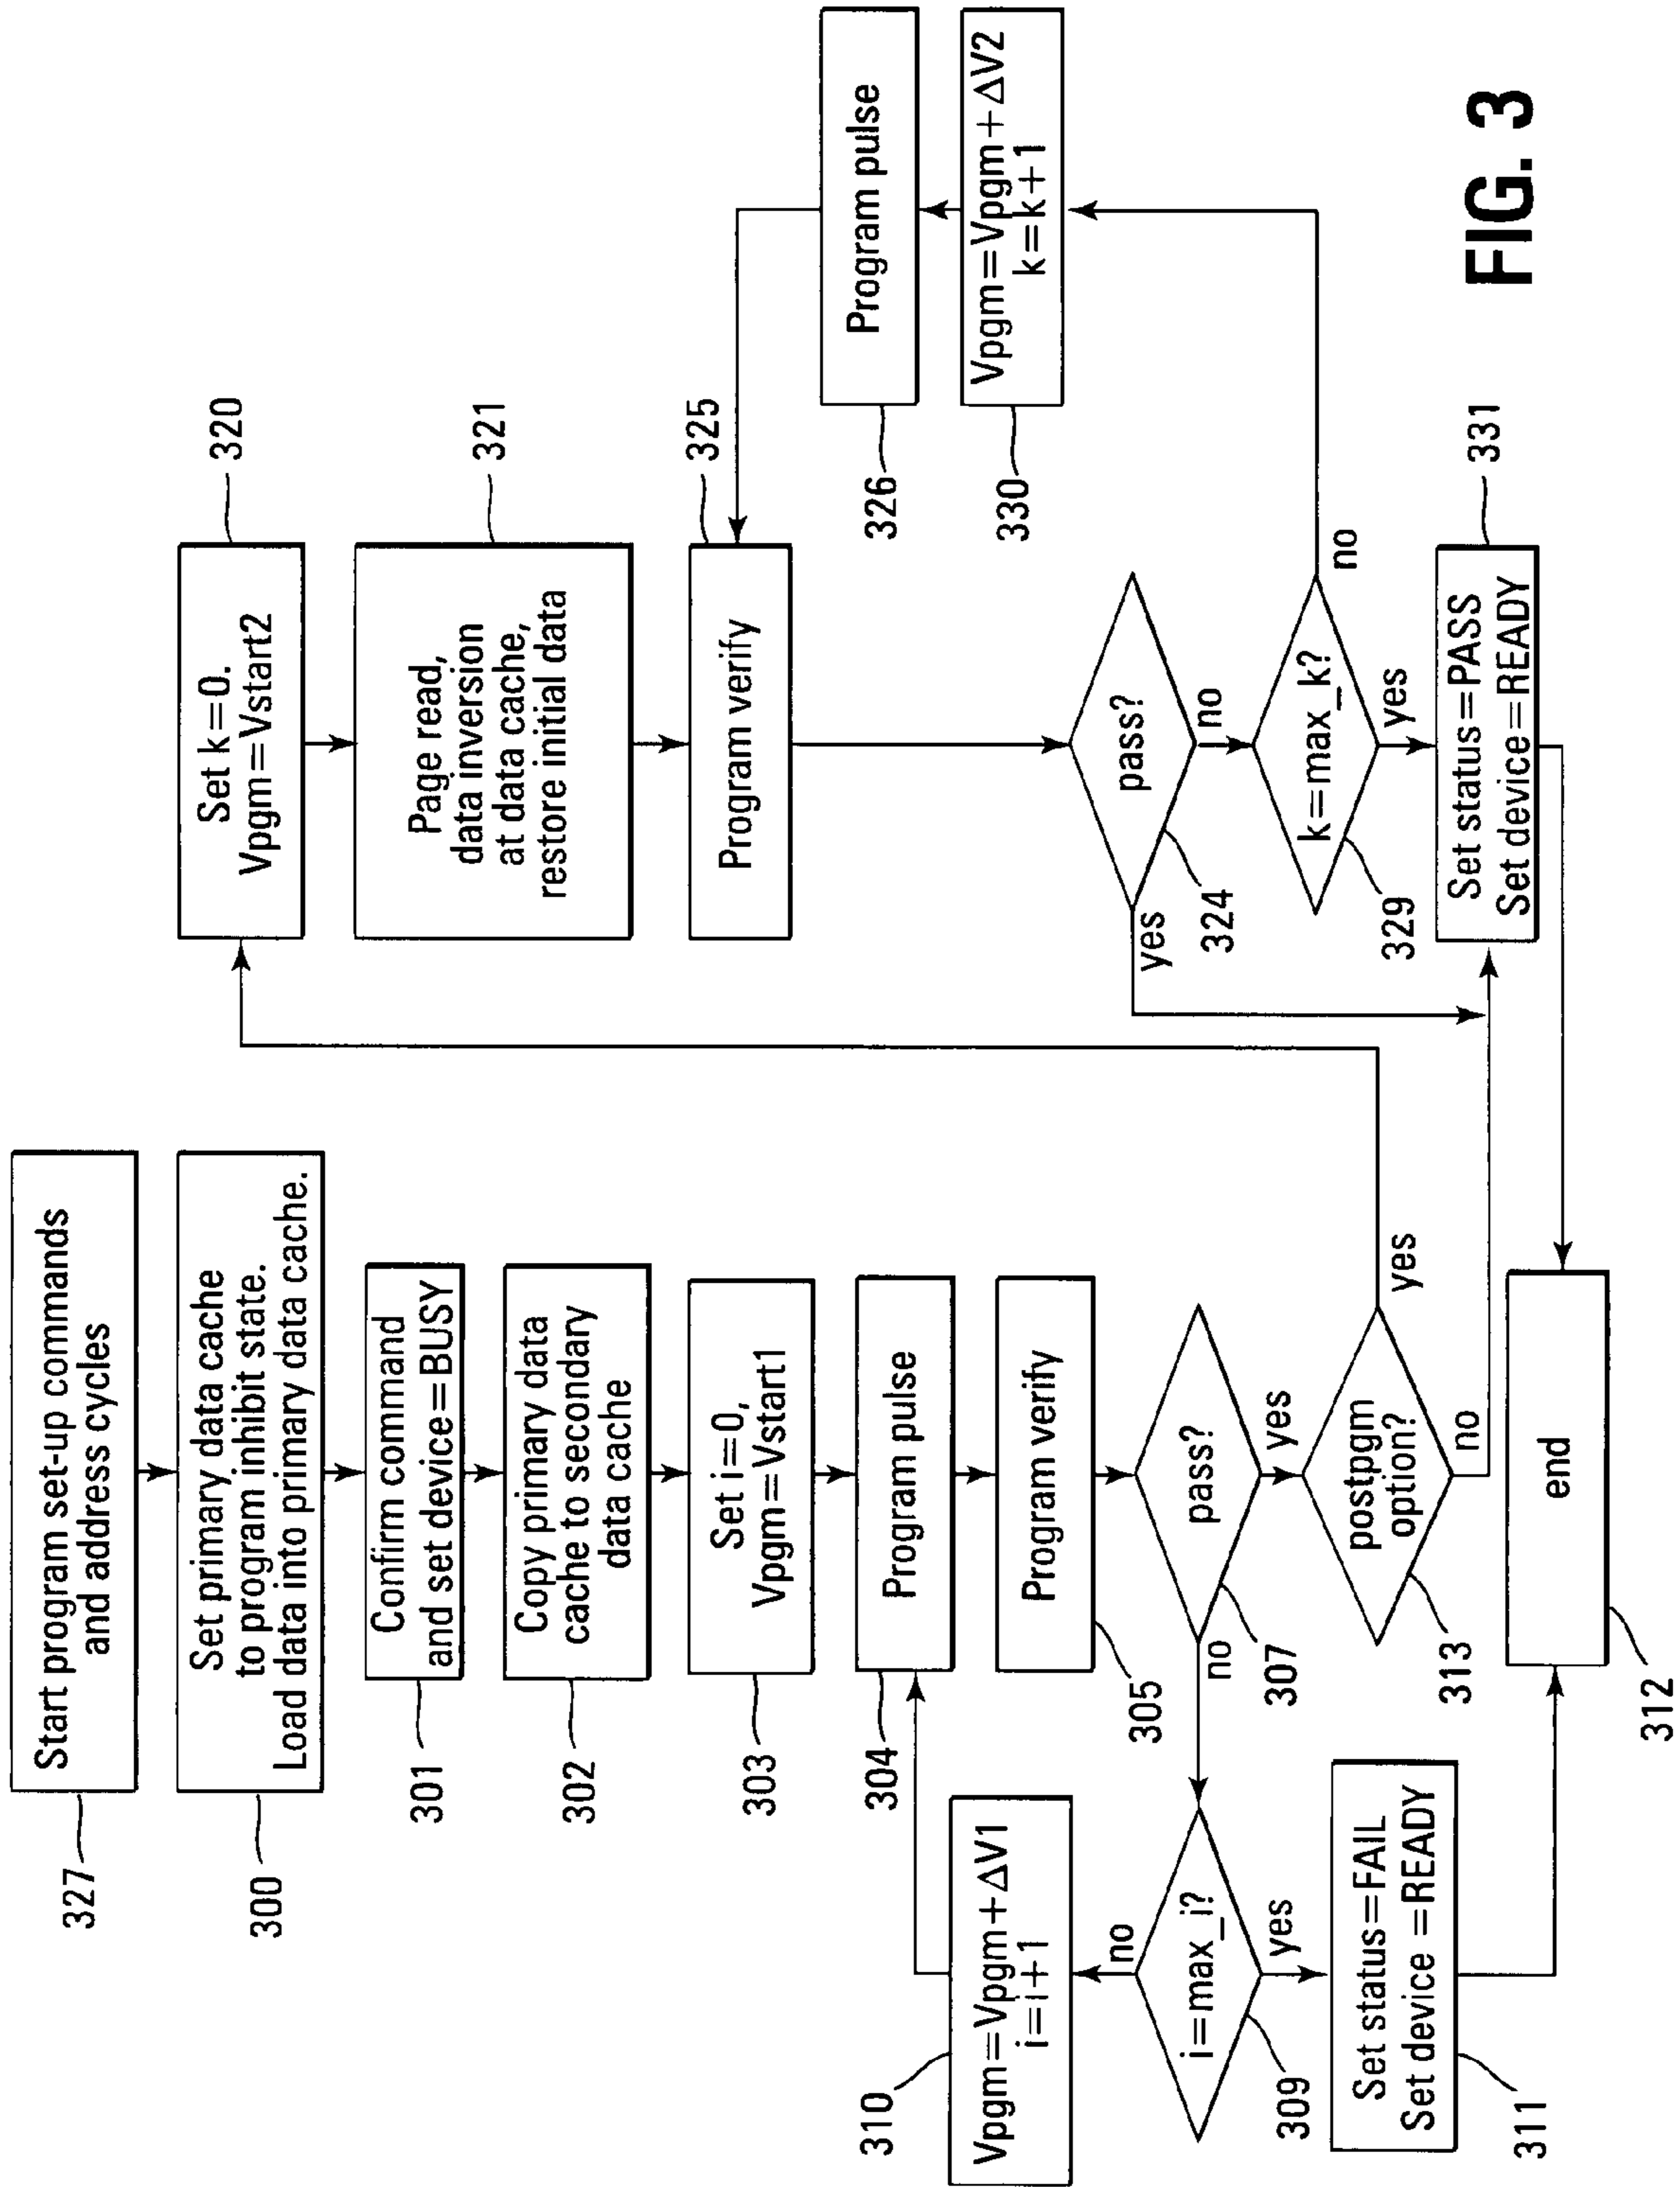 Start program set-up commands
and address cycles
327
Set primary data cache
to program inhibit state.
Load data into primary data cache.
300
Confirm command
and set device=BUSY
301
Copy primary data
cache to secondary
data cache
302
Set i=0,
Vpgm=Vstart1
303
Program pulse
304
Program verify
305
pass?
307
no
yes
Vpgm=Vpgm+ΔV1
i=i+1
310
no
i=max_i?
309
yes
Set status=FAIL
Set device =READY
311
postpgm
option?
313
yes
no
end
312
Set k=0.
Vpgm=Vstart2
320
Page read,
data inversion
at data cache,
restore initial data
321
Program verify
325
pass?
324
yes
no
k=max_k?
329
no
yes
Program pulse
326
Vpgm=Vpgm+ΔV2
k=k+1
330
Set status=PASS
Set device=READY
331
FIG. 3